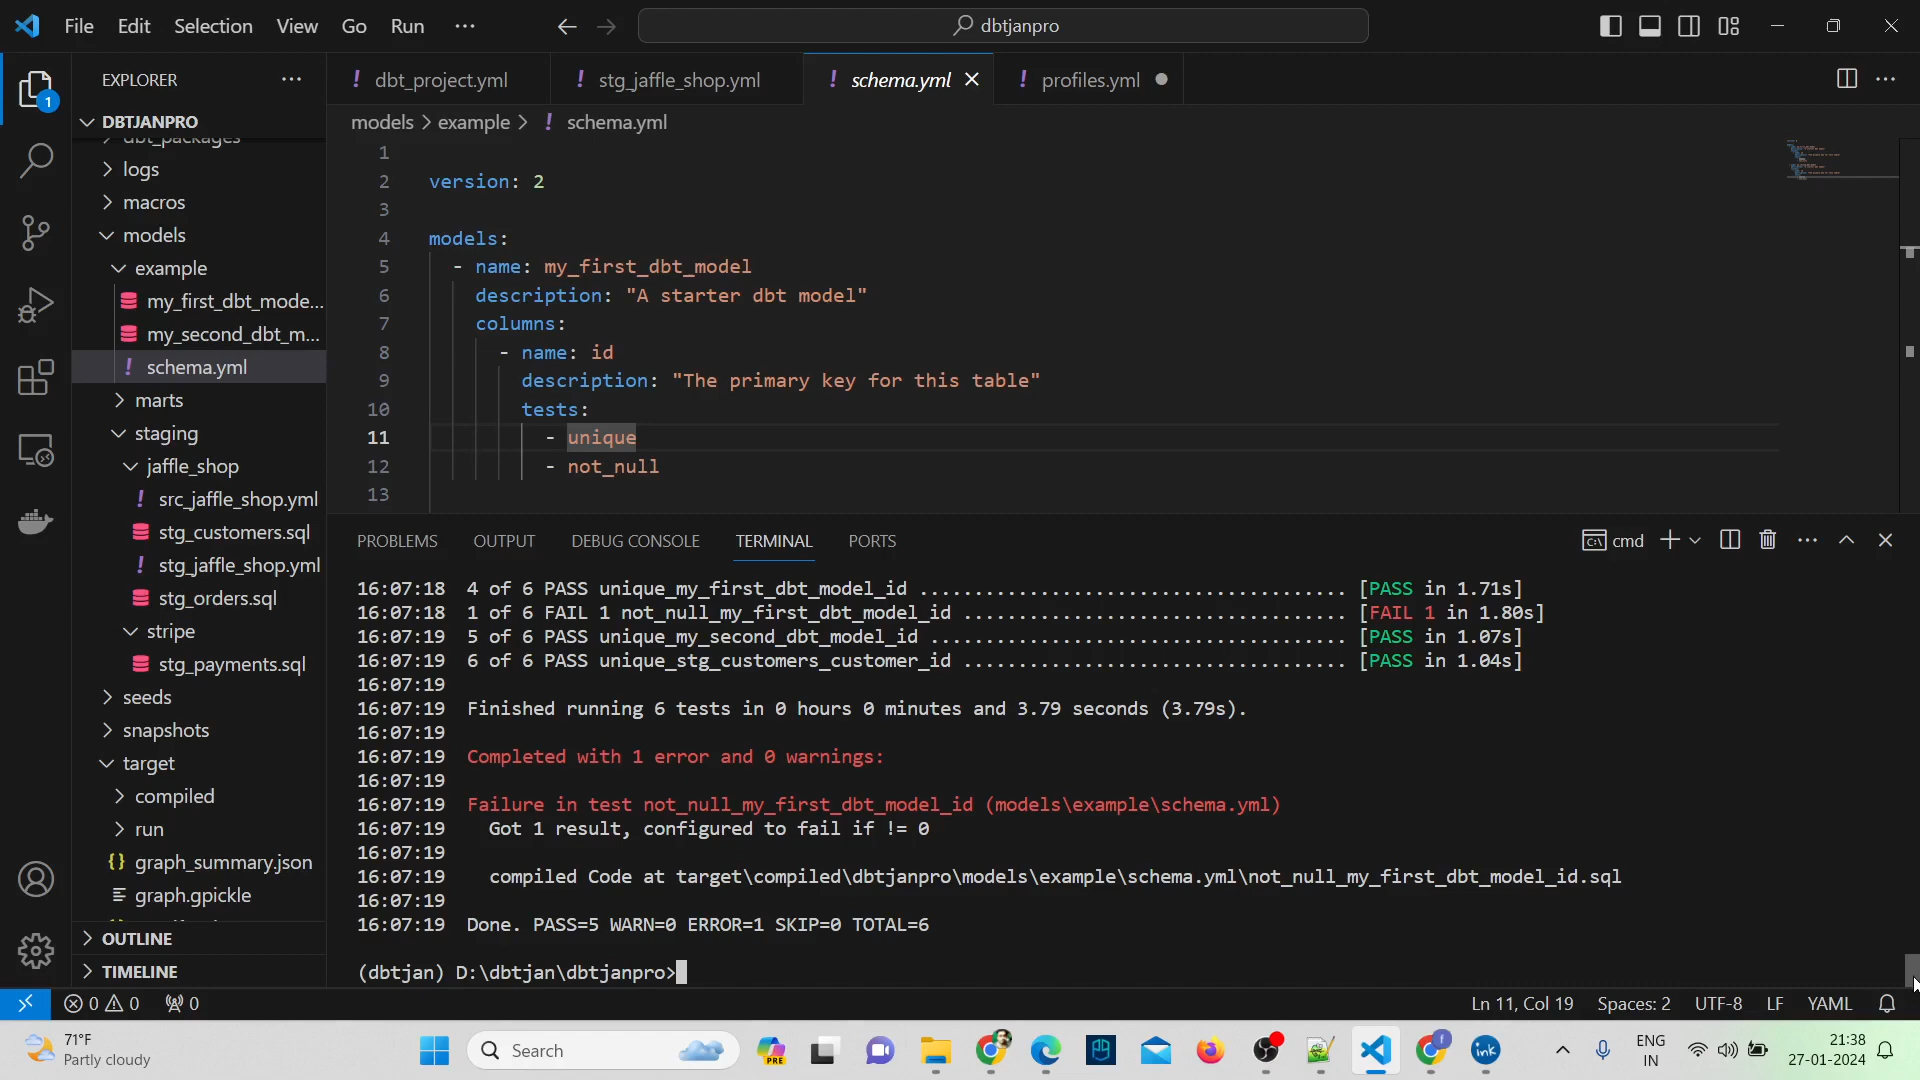 File Edit Selection View Go Run ···
dbtjanpro
EXPLORER
1
DBTJANPRO
dbt_packages
logs
macros
models
example
my_first_dbt_mode...
my_second_dbt_m...
schema.yml
marts
staging
jaffle_shop
src_jaffle_shop.yml
stg_customers.sql
stg_jaffle_shop.yml
stg_orders.sql
stripe
stg_payments.sql
seeds
snapshots
target
compiled
run
graph_summary.json
graph.gpickle
OUTLINE
TIMELINE
dbt_project.yml
stg_jaffle_shop.yml
schema.yml
profiles.yml
models > example > ! schema.yml
1
2 version: 2
3
4 models:
5 - name: my_first_dbt_model
6 description: "A starter dbt model"
7 columns:
8 - name: id
9 description: "The primary key for this table"
10 tests:
11 - unique
12 - not_null
13
PROBLEMS OUTPUT DEBUG CONSOLE TERMINAL PORTS
cmd
16:07:18 4 of 6 PASS unique_my_first_dbt_model_id ....................................... [PASS in 1.71s]
16:07:18 1 of 6 FAIL 1 not_null_my_first_dbt_model_id ................................... [FAIL 1 in 1.80s]
16:07:19 5 of 6 PASS unique_my_second_dbt_model_id ...................................... [PASS in 1.07s]
16:07:19 6 of 6 PASS unique_stg_customers_customer_id ................................... [PASS in 1.04s]
16:07:19
16:07:19 Finished running 6 tests in 0 hours 0 minutes and 3.79 seconds (3.79s).
16:07:19
16:07:19 Completed with 1 error and 0 warnings:
16:07:19
16:07:19 Failure in test not_null_my_first_dbt_model_id (models\example\schema.yml)
16:07:19 Got 1 result, configured to fail if != 0
16:07:19
16:07:19 compiled Code at target\compiled\dbtjanpro\models\example\schema.yml\not_null_my_first_dbt_model_id.sql
16:07:19
16:07:19 Done. PASS=5 WARN=0 ERROR=1 SKIP=0 TOTAL=6
(dbtjan) D:\dbtjan\dbtjanpro>
0 0 0
Ln 11, Col 19 Spaces: 2 UTF-8 LF YAML
71°F
Partly cloudy
Search
PRE
ink
ENG
IN
21:38
27-01-2024